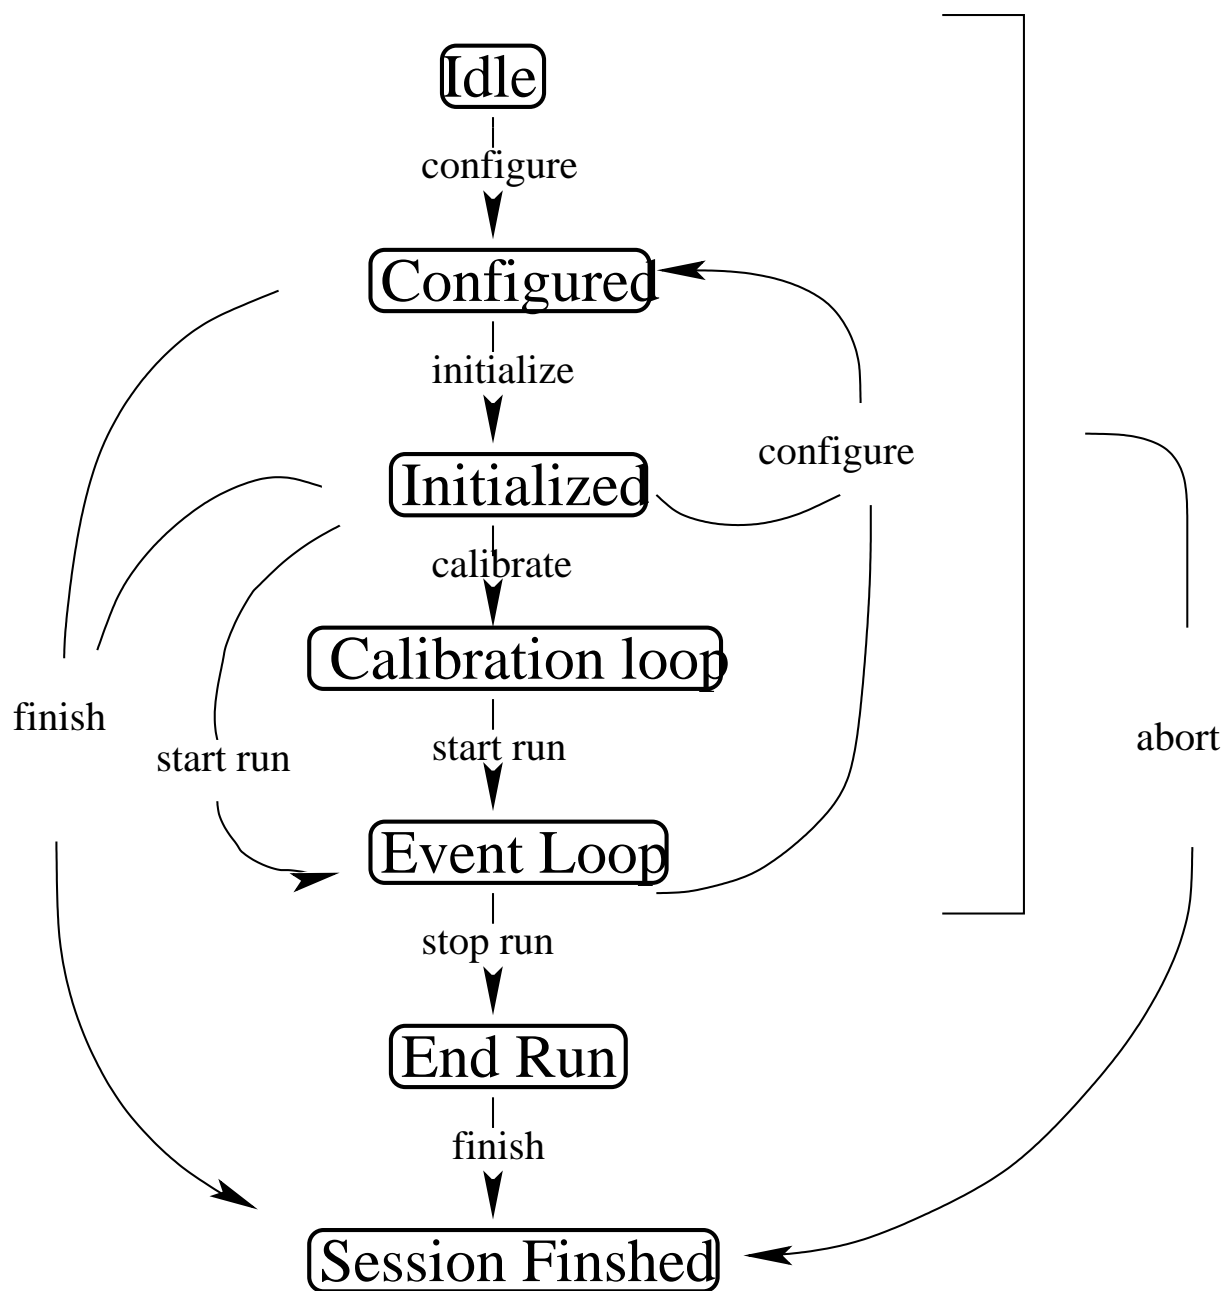 Idle
configure
Configured
initialize
configure
Initialized
calibrate
Calibration loop
finish
start run
start run
abort
Event Loop
stop run
End Run
finish
Session Finshed